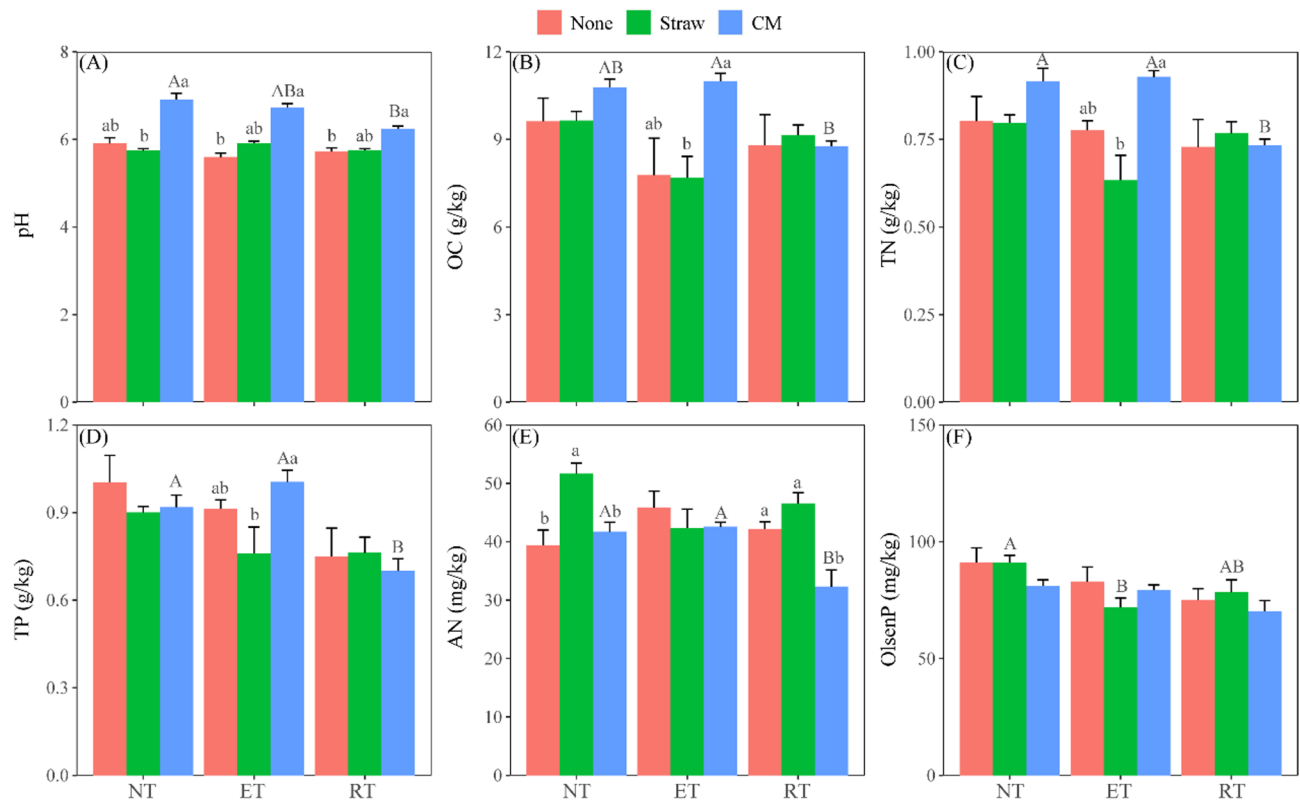 None Straw CM
(A)
8
6
4
2
0
pH
ab b Aa
b ab ABa
b ab Ba
(B)
12
9
6
3
0
OC (g/kg)
AB
ab b Aa
B
(C)
1.00
0.75
0.50
0.25
0.00
TN (g/kg)
A
ab b Aa
B
(D)
1.2
0.9
0.6
0.3
0.0
TP (g/kg)
A
ab b Aa
B
NT ET RT
(E)
60
50
40
30
20
10
0
AN (mg/kg)
b a Ab
A
a a Bb
NT ET RT
(F)
150
100
50
0
OlsenP (mg/kg)
A
B
AB
NT ET RT